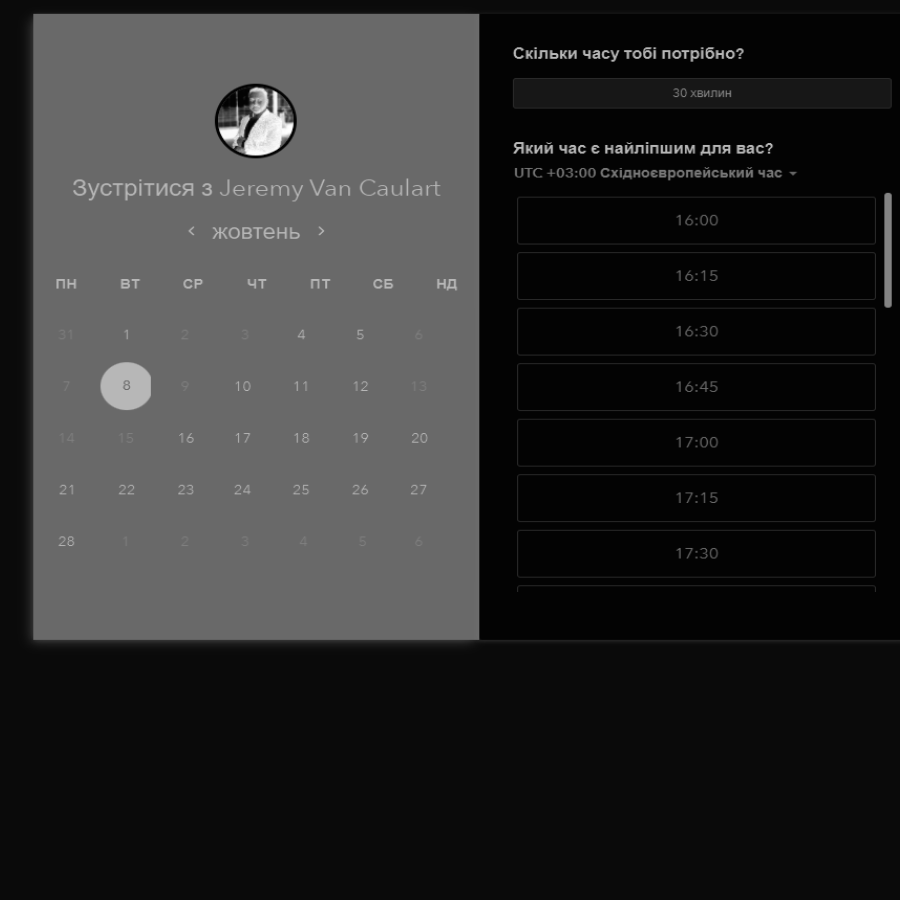 Зустрітися з Jeremy Van Caulart
< жовтень >
ПН ВТ СР ЧТ ПТ СБ НД
31 1 2 3 4 5 6
7 8 9 10 11 12 13
14 15 16 17 18 19 20
21 22 23 24 25 26 27
28 1 2 3 4 5 6
Скільки часу тобі потрібно?
30 хвилин
Який час є найліпшим для вас?
UTC +03:00 Східноєвропейський час
16:00
16:15
16:30
16:45
17:00
17:15
17:30